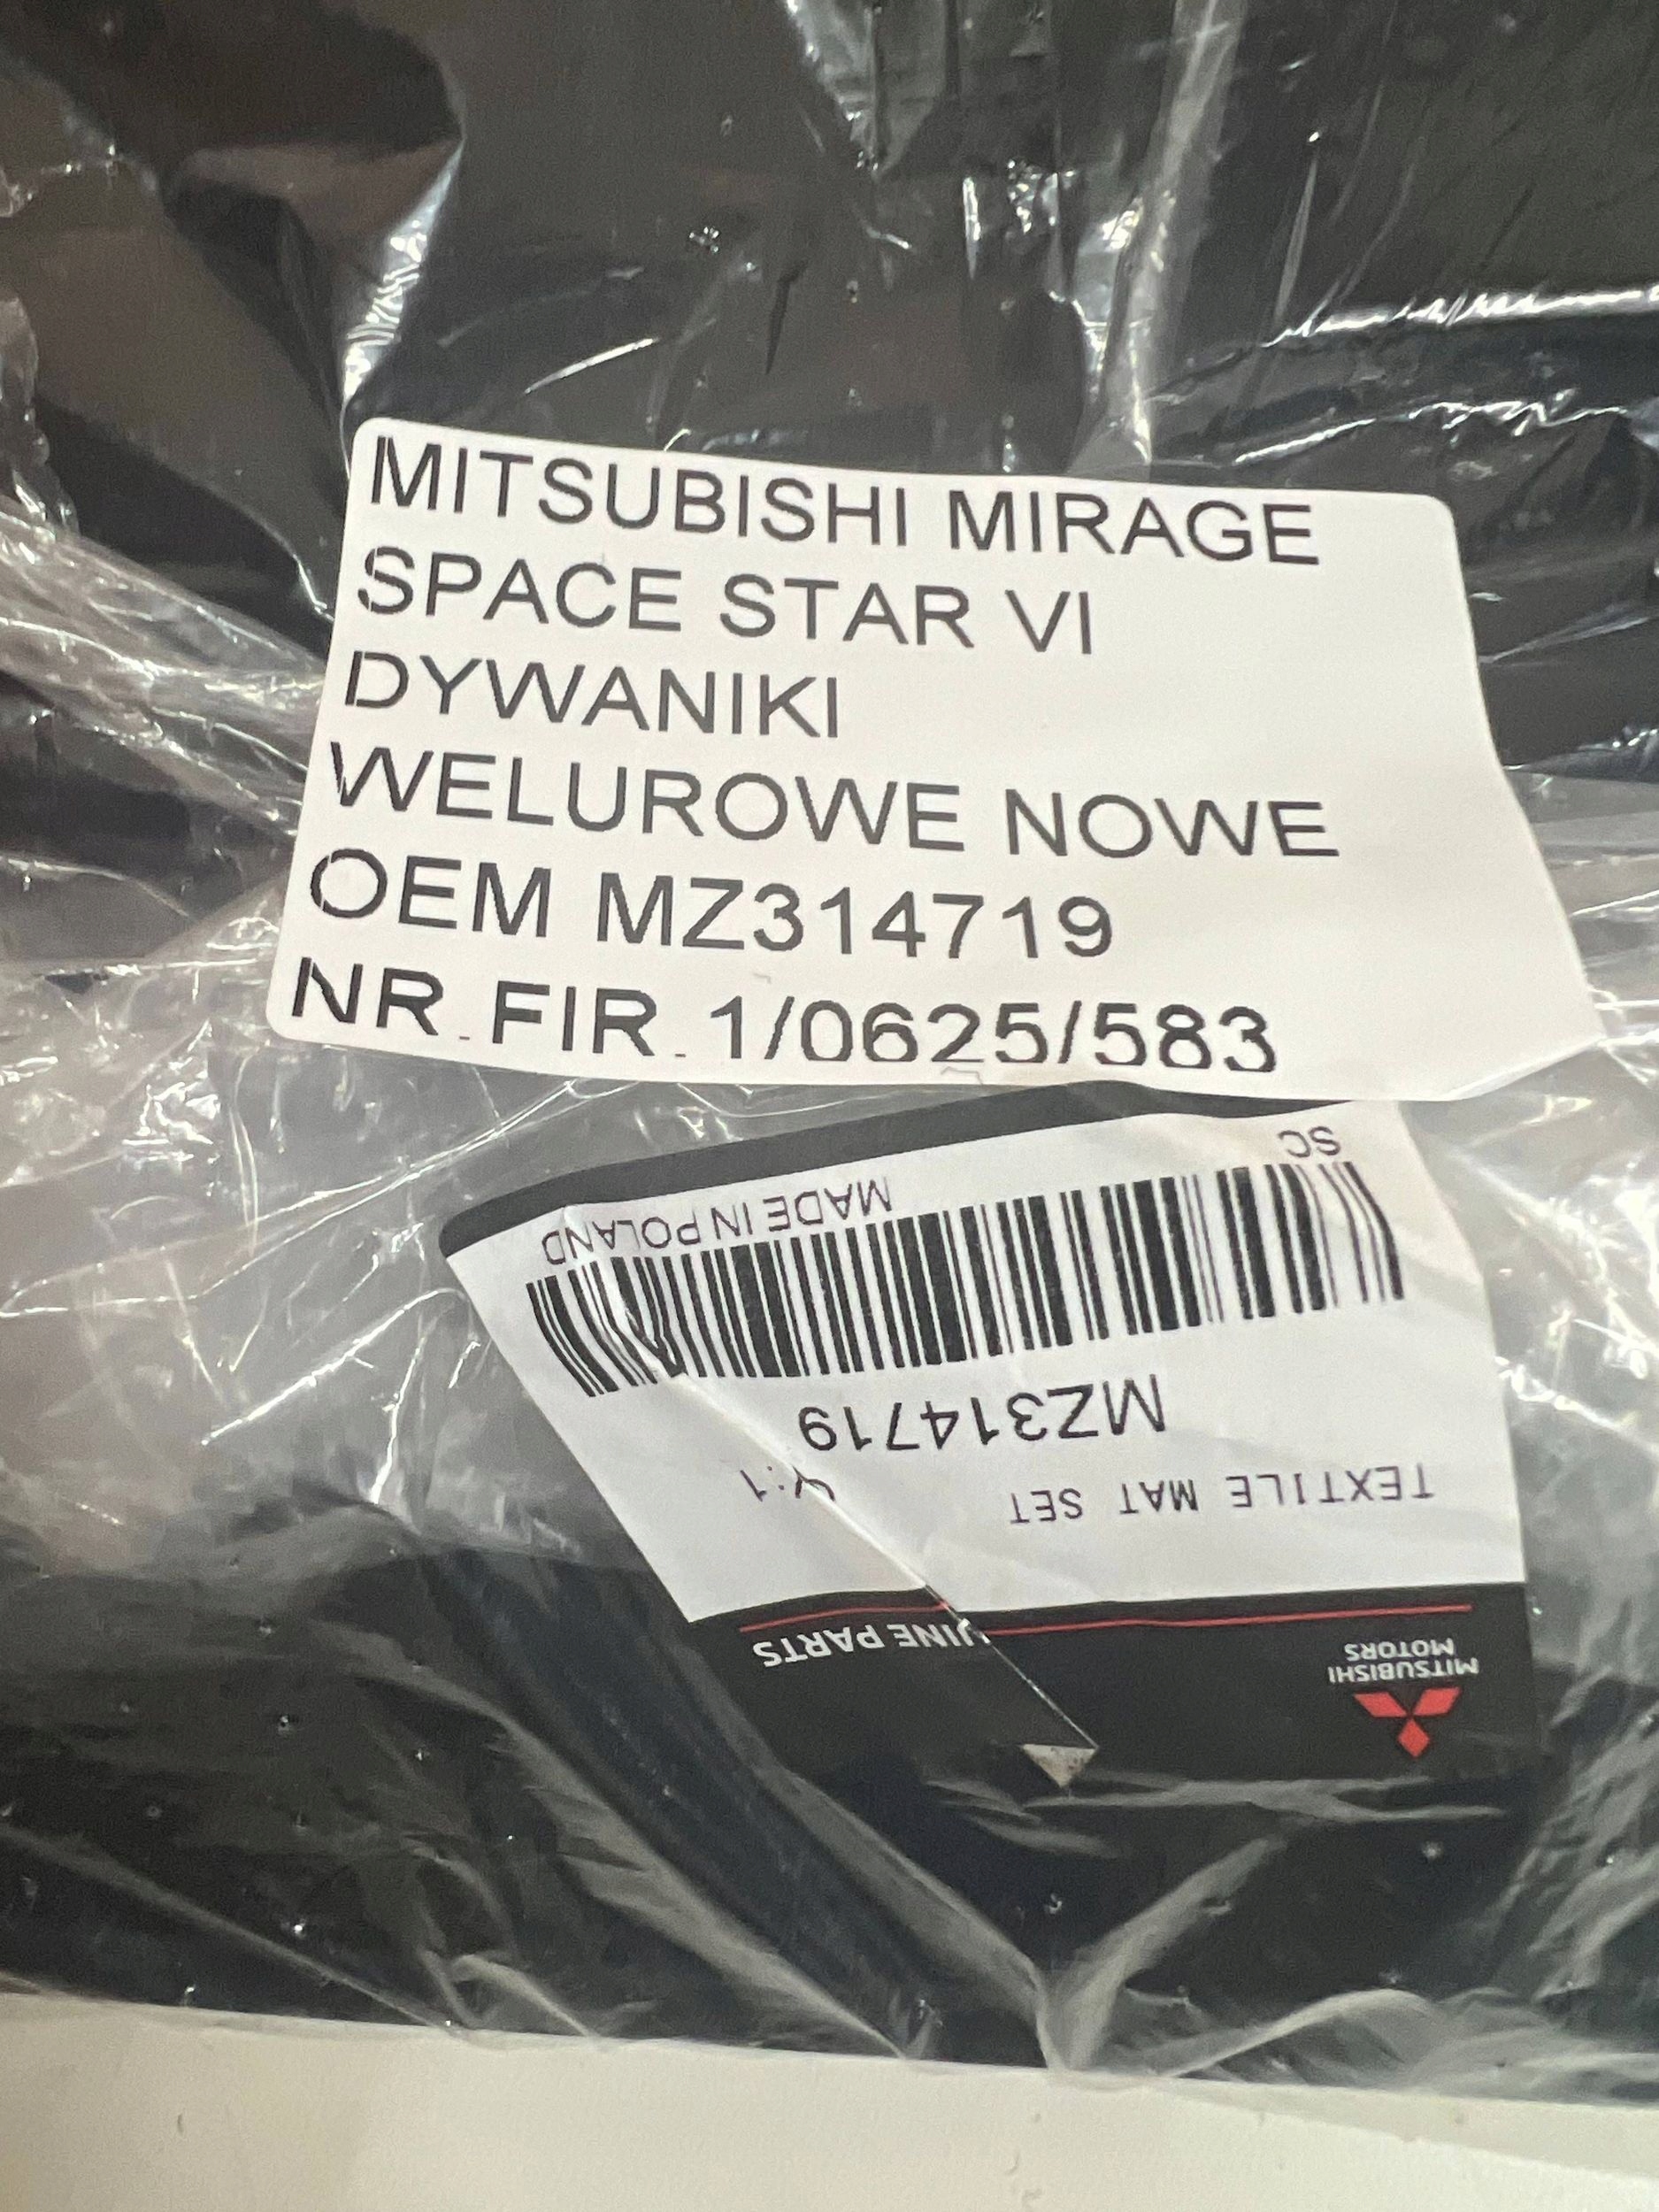 MITSUBISHI MIRAGE
SPACE STAR VI
DYWANIKI
WELUROWE NOWE
OEM MZ314719
NR. FIR. 1/0625/583
MITSUBISHI
MOTORS
PARTS
TEXTILE MAT SET
MZ314719
MADE IN POLAND
SC